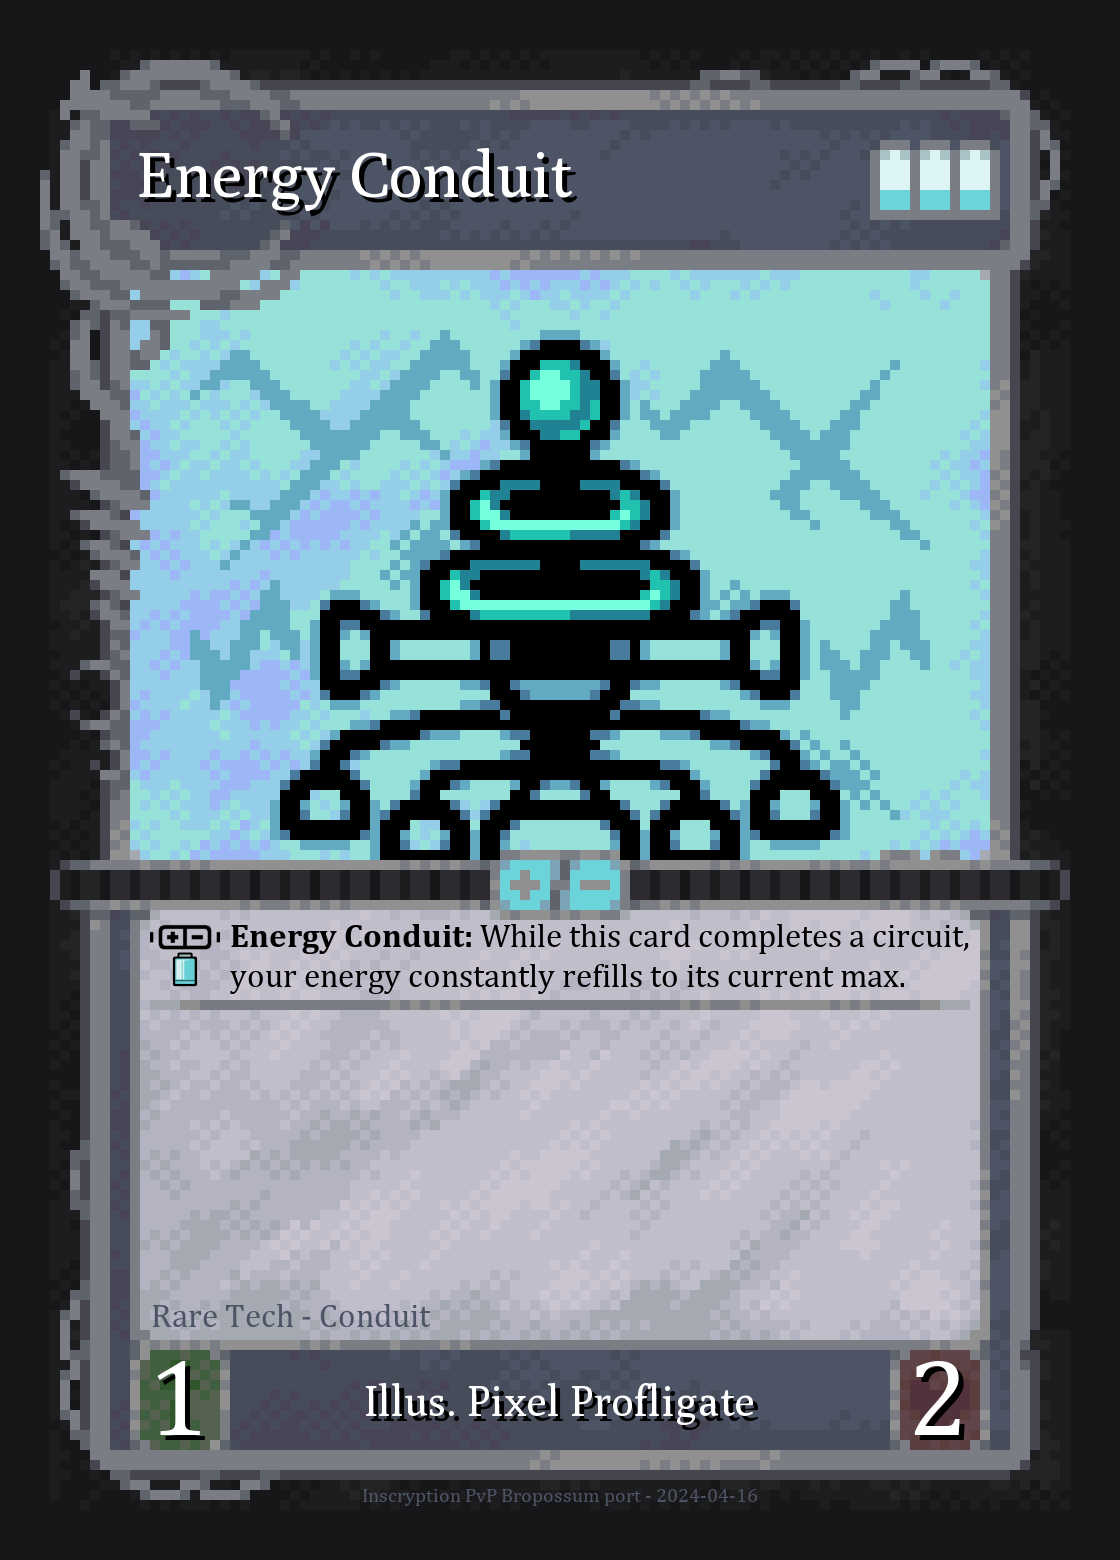 Energy Conduit
Energy Conduit: While this card completes a circuit,
your energy constantly refills to its current max.
Rare Tech - Conduit
1
Illus. Pixel Profligate
2
Inscryption PvP Bropossum port - 2024-04-16